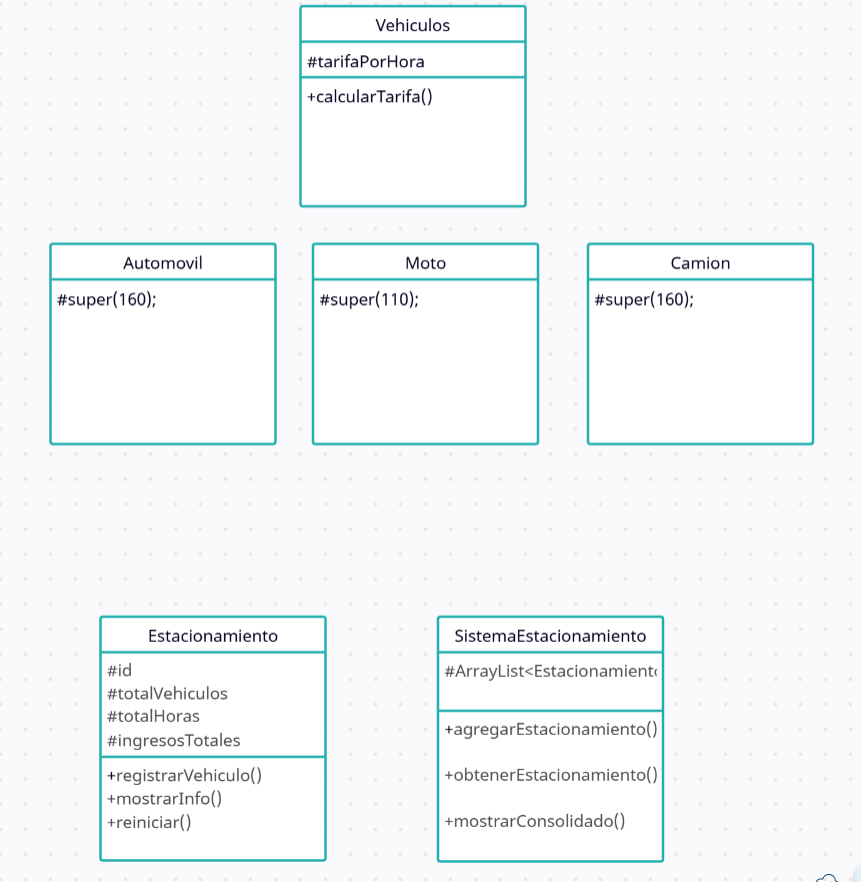 Vehiculos
#tarifaPorHora
+calcularTarifa()
Automovil
#super(160);
Moto
#super(110);
Camion
#super(160);
Estacionamiento
#id
#totalVehiculos
#totalHoras
#ingresosTotales
+registrarVehiculo()
+mostrarInfo()
+reiniciar()
SistemaEstacionamiento
#ArrayList<Estacionamient
+agregarEstacionamiento()
+obtenerEstacionamiento()
+mostrarConsolidado()